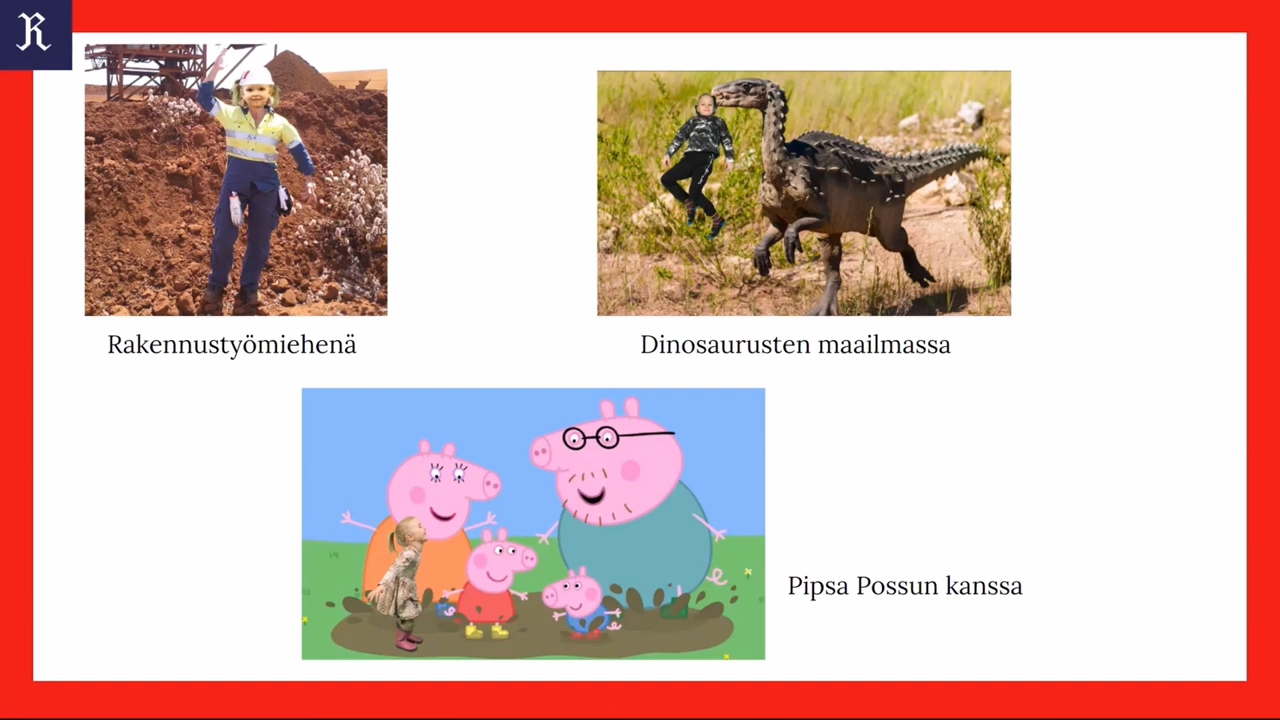 R
Rakennustyömiehenä
Dinosaurusten maailmassa
Pipsa Possun kanssa